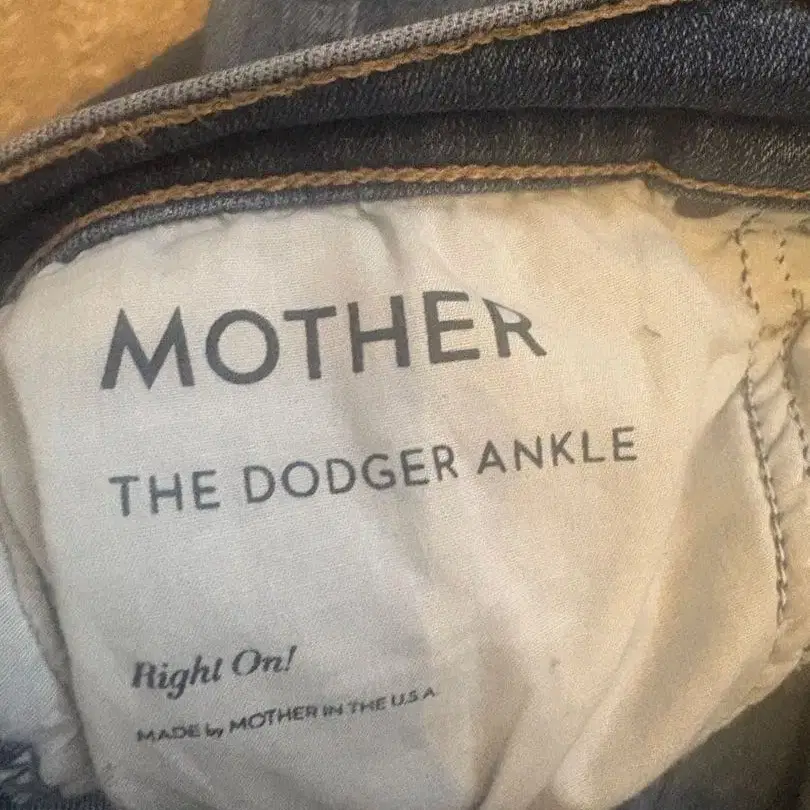 MOTHER
THE DODGER ANKLE
Right On!
MADE by MOTHER IN THE U.S.A